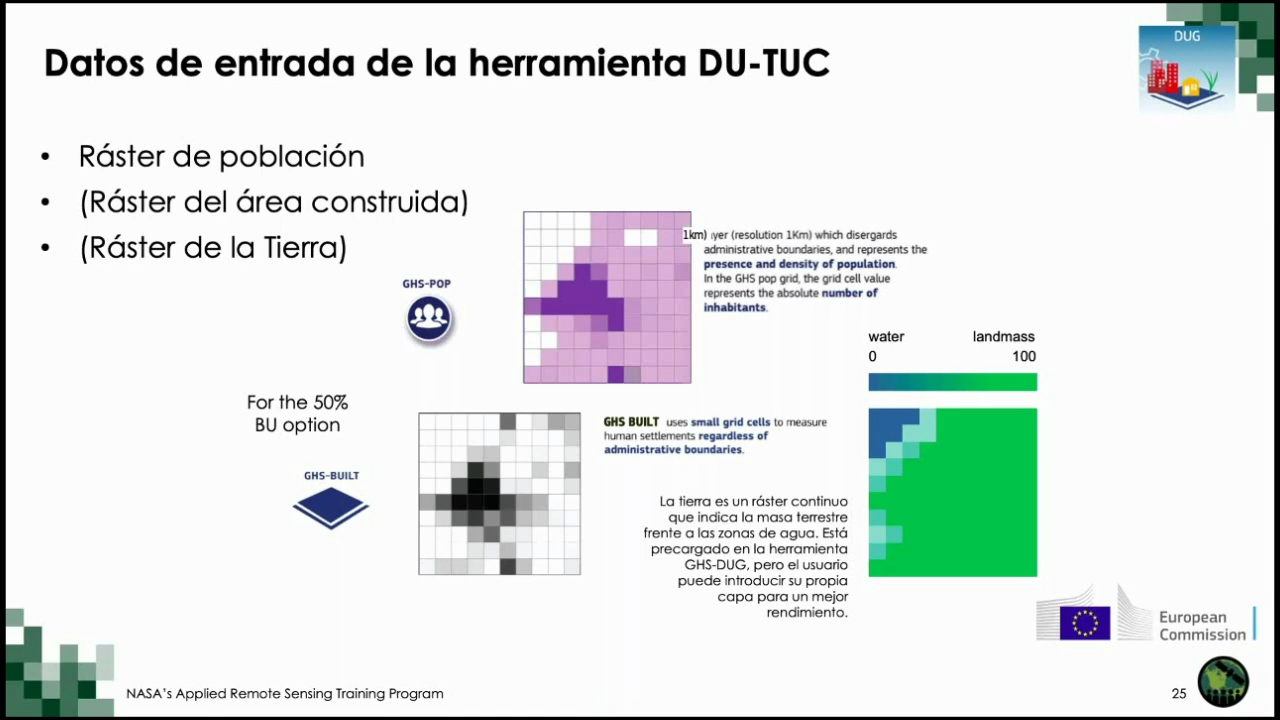 Datos de entrada de la herramienta DU-TUC
DUG
• Ráster de población
• (Ráster del área construida)
• (Ráster de la Tierra)
GHS-POP
1km) yer (resolution 1Km) which disergards
administrative boundaries, and represents the
presence and density of population.
In the GHS pop grid, the grid cell value
represents the absolute number of
inhabitants.
water landmass
0 100
For the 50%
BU option
GHS-BUILT
GHS BUILT uses small grid cells to measure
human settlements regardless of
administrative boundaries.
La tierra es un ráster continuo
que indica la masa terrestre
frente a las zonas de agua. Está
precargado en la herramienta
GHS-DUG, pero el usuario
puede introducir su propia
capa para un mejor
rendimiento.
European
Commission
NASA's Applied Remote Sensing Training Program
25